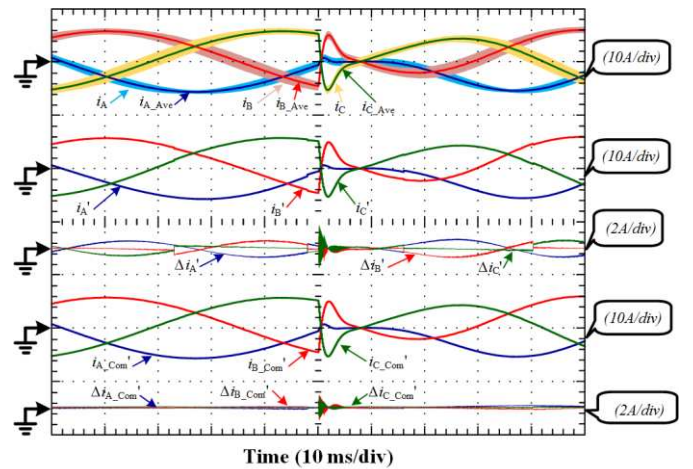 (10A/div)
i_A i_A_Ave i_B i_B_Ave i_C i_C_Ave
(10A/div)
i_A' i_B' i_C'
(2A/div)
Δi_A' Δi_B' Δi_C'
(10A/div)
i_A_Com' i_B_Com' i_C_Com'
Δi_A_Com' Δi_B_Com' Δi_C_Com'
(2A/div)
Time (10 ms/div)